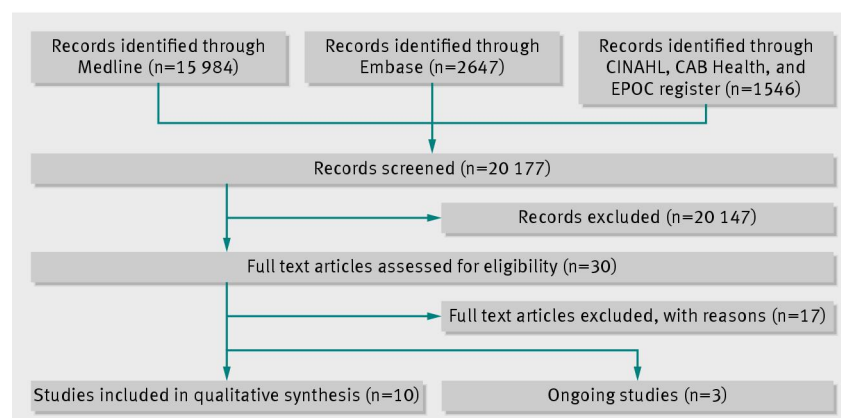 Records identified through
Medline (n=15 984)
Records identified through
Embase (n=2647)
Records identified through
CINAHL, CAB Health, and
EPOC register (n=1546)
Records screened (n=20 177)
Records excluded (n=20 147)
Full text articles assessed for eligibility (n=30)
Full text articles excluded, with reasons (n=17)
Studies included in qualitative synthesis (n=10)
Ongoing studies (n=3)